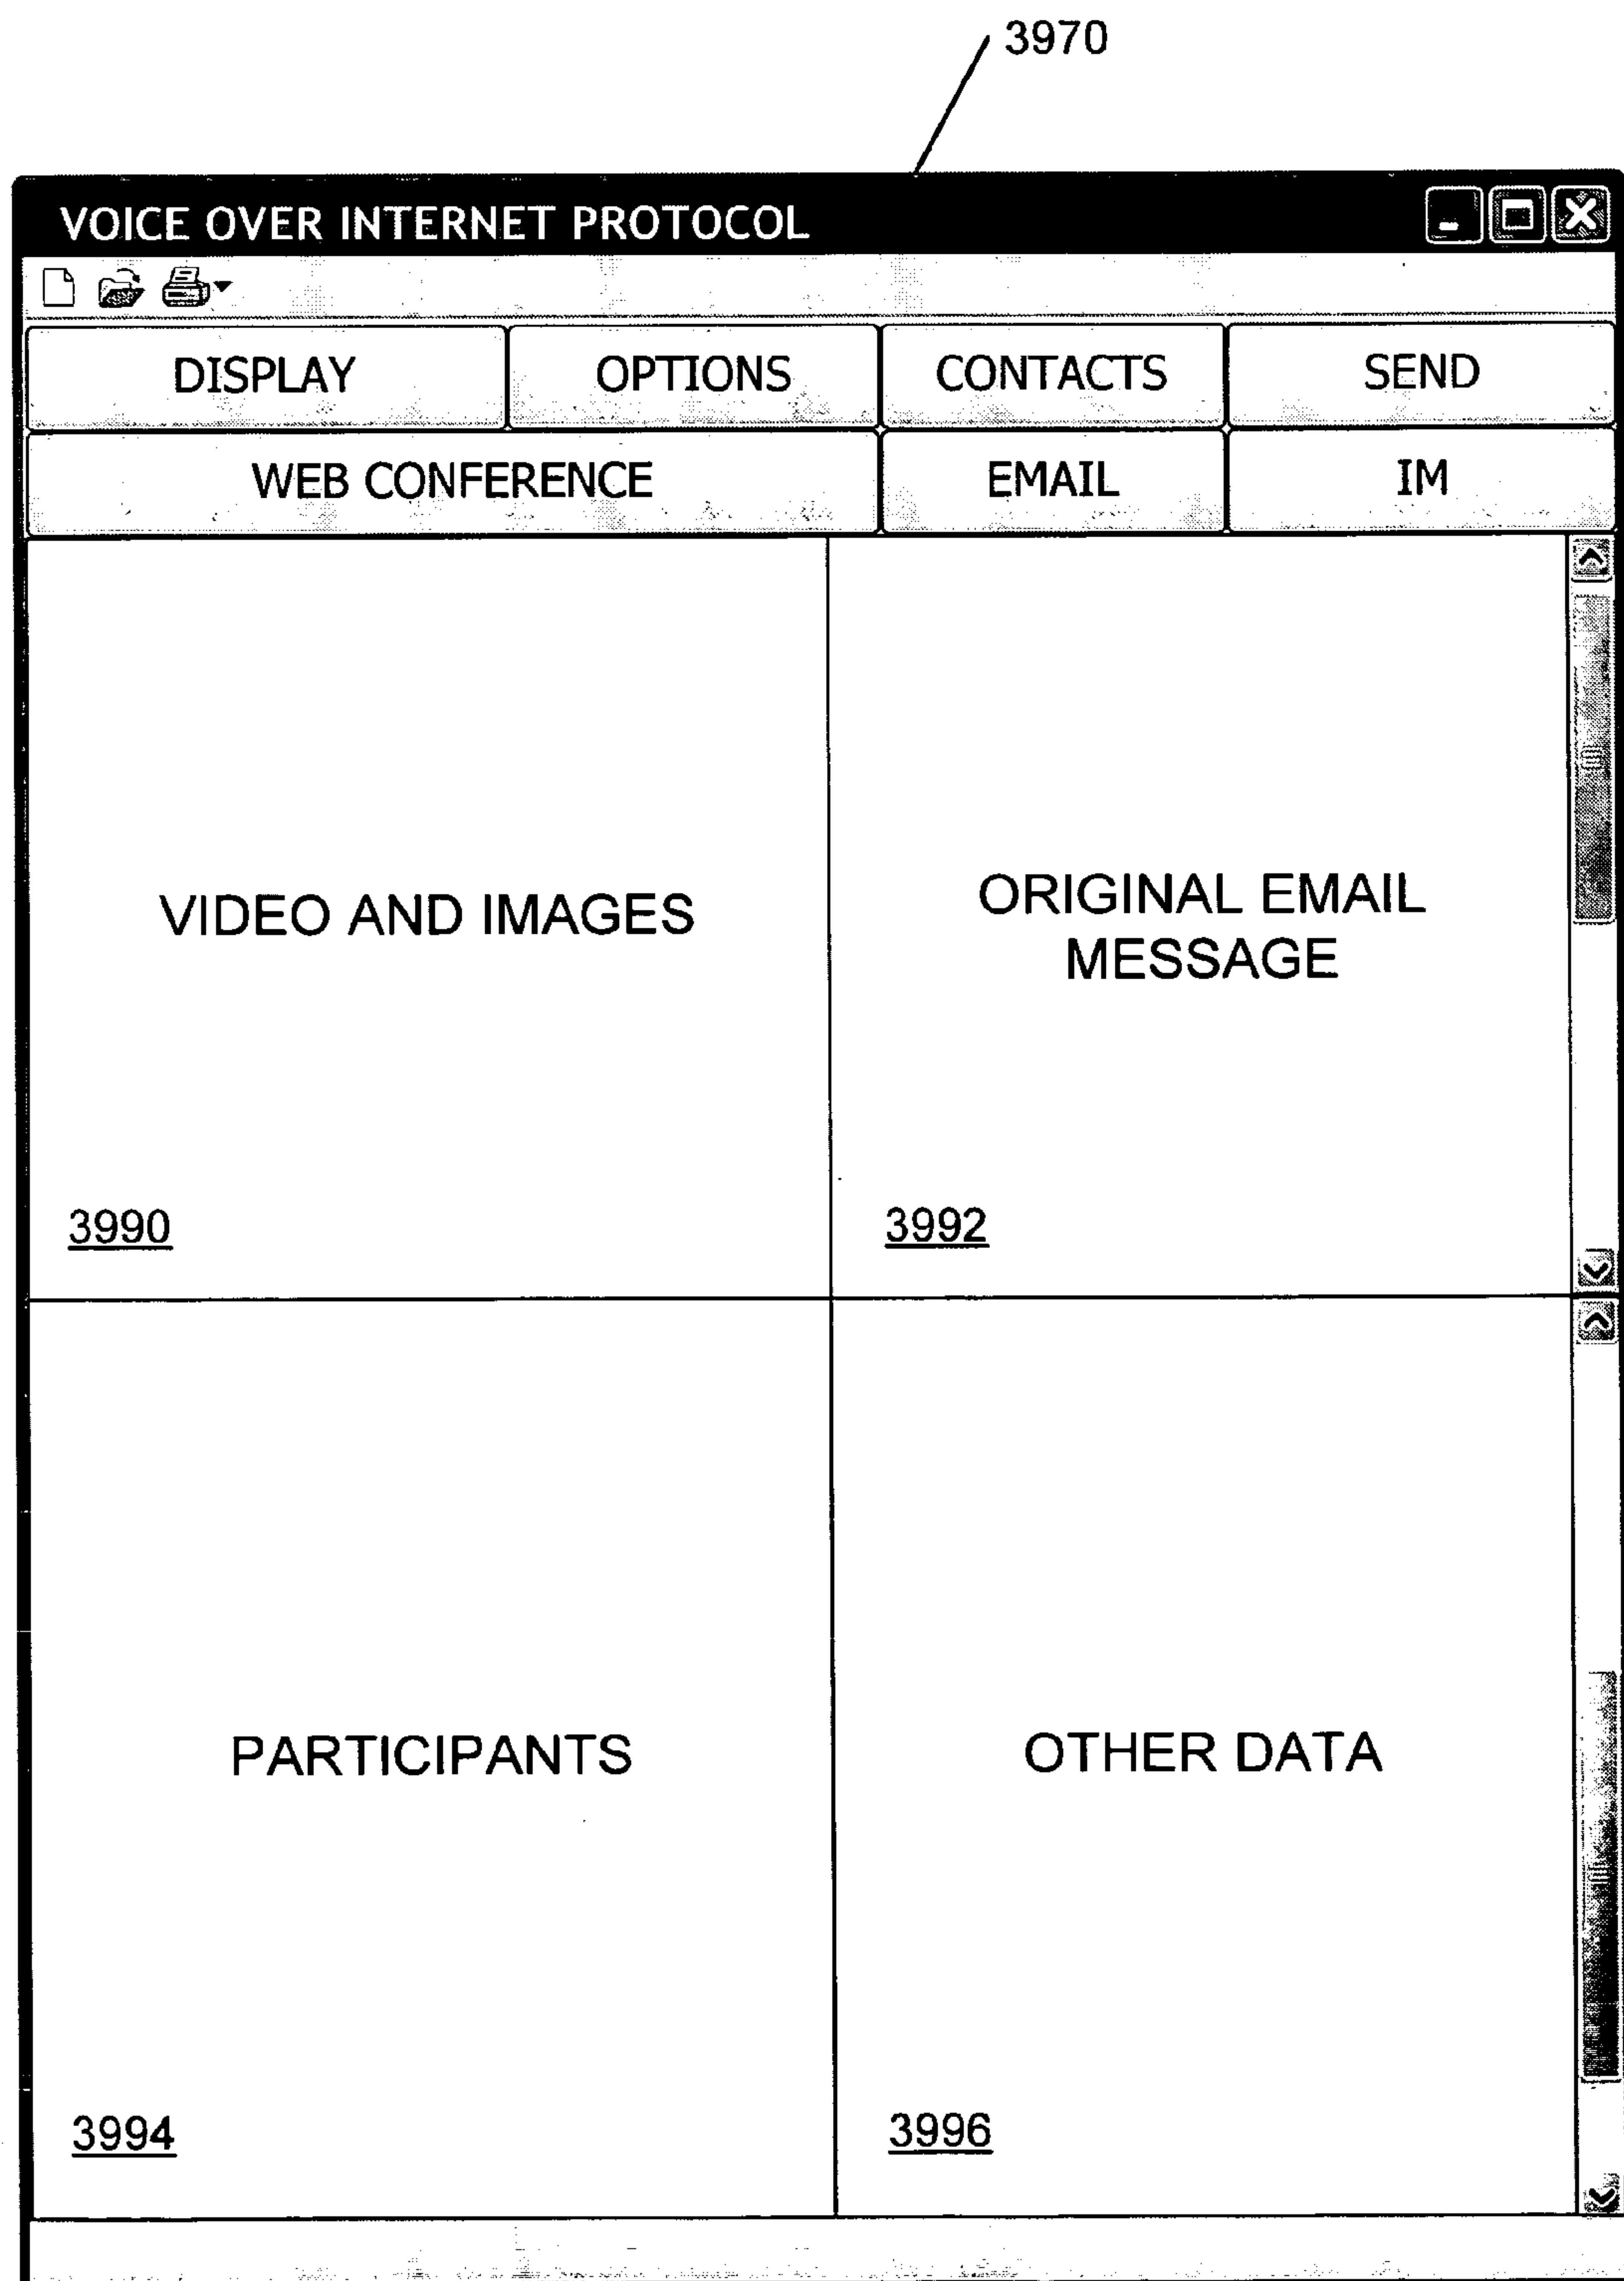 3970
VOICE OVER INTERNET PROTOCOL
DISPLAY OPTIONS CONTACTS SEND
WEB CONFERENCE EMAIL IM
VIDEO AND IMAGES
ORIGINAL EMAIL
MESSAGE
3990
3992
PARTICIPANTS
OTHER DATA
3994
3996